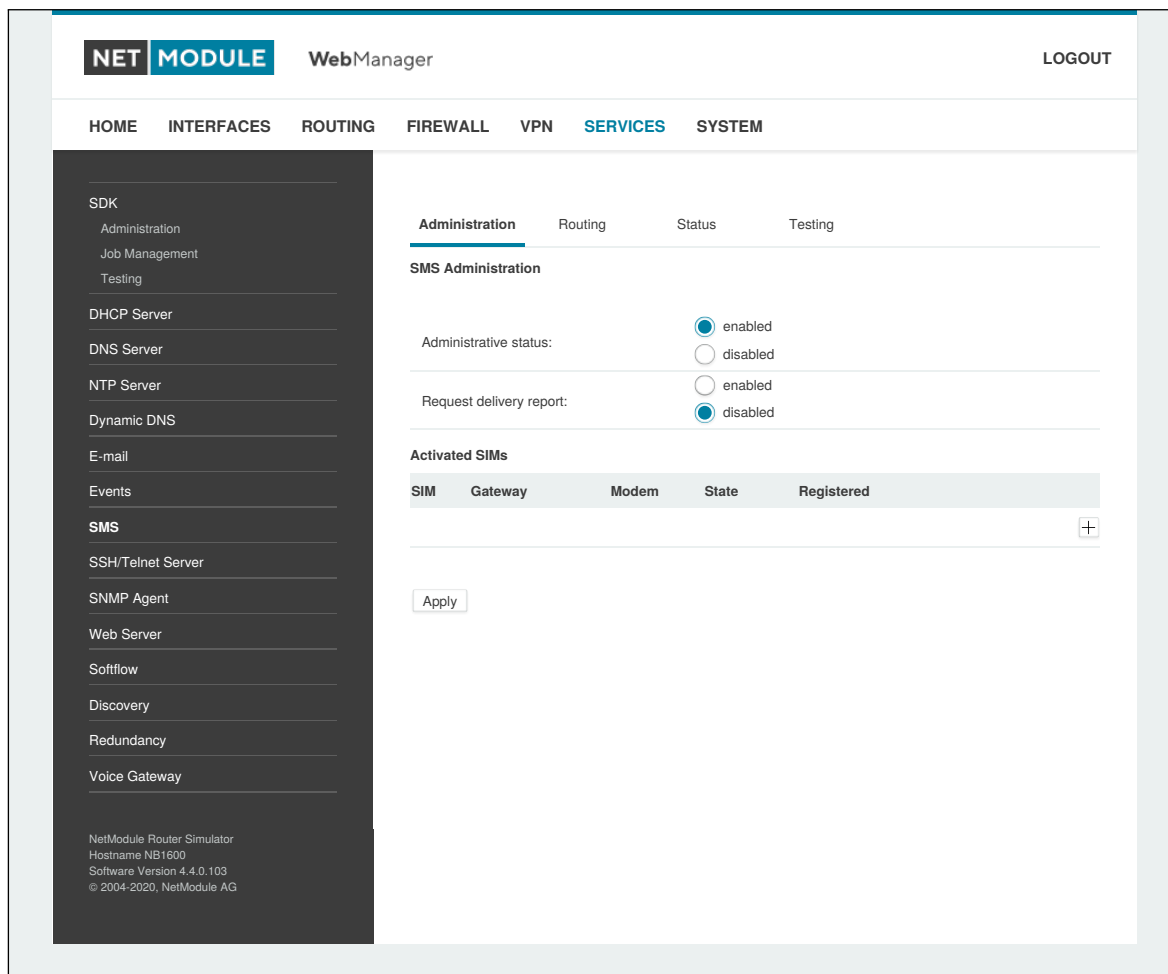 NET MODULE WebManager LOGOUT
HOME INTERFACES ROUTING FIREWALL VPN SERVICES SYSTEM
SDK
Administration
Job Management
Testing
DHCP Server
DNS Server
NTP Server
Dynamic DNS
E-mail
Events
SMS
SSH/Telnet Server
SNMP Agent
Web Server
Softflow
Discovery
Redundancy
Voice Gateway
NetModule Router Simulator
Hostname NB1600
Software Version 4.4.0.103
© 2004-2020, NetModule AG
Administration Routing Status Testing
SMS Administration
Administrative status:
enabled
disabled
Request delivery report:
enabled
disabled
Activated SIMs
SIM Gateway Modem State Registered
Apply